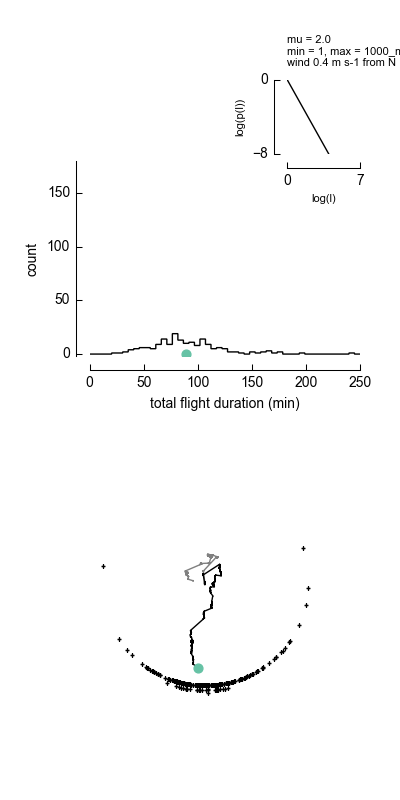 mu = 2.0
min = 1, max = 1000_m
wind 0.4 m s-1 from N
0
log(p(l))
−8
0
7
log(l)
150
100
50
0
count
0
50
100
150
200
250
total flight duration (min)